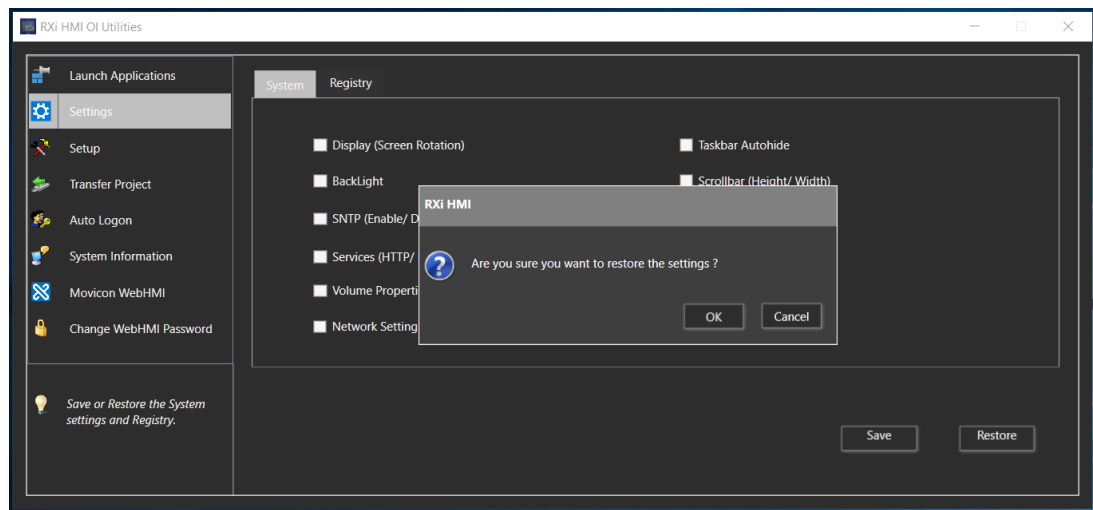 RXi HMI OI Utilities
Launch Applications
Settings
Setup
Transfer Project
Auto Logon
System Information
Movicon WebHMI
Change WebHMI Password
Save or Restore the System
settings and Registry.
System Registry
Display (Screen Rotation) Taskbar Autohide
BackLight Scrollbar (Height/ Width)
SNTP (Enable/ D
Services (HTTP/
Volume Properti
Network Setting
RXi HMI
Are you sure you want to restore the settings ?
OK Cancel
Save Restore